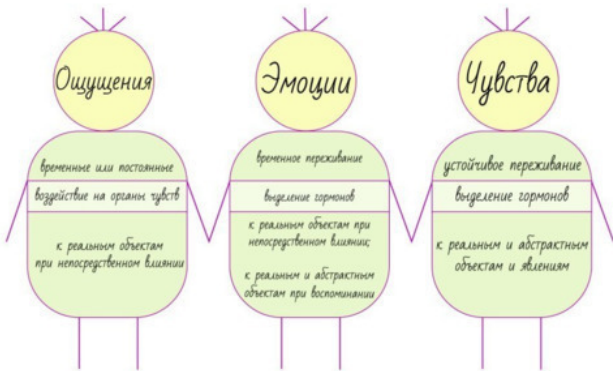 Ощущения
временные или постоянные
воздействие на органы чувств
к реальным объектам
при непосредственном влиянии
Эмоции
временное переживание
выделение гормонов
к реальным объектам при
непосредственном влиянии;
к реальным и абстрактным
объектам при воспоминании
Чувства
устойчивое переживание
выделение гормонов
к реальным и абстрактным
объектам и явлениям